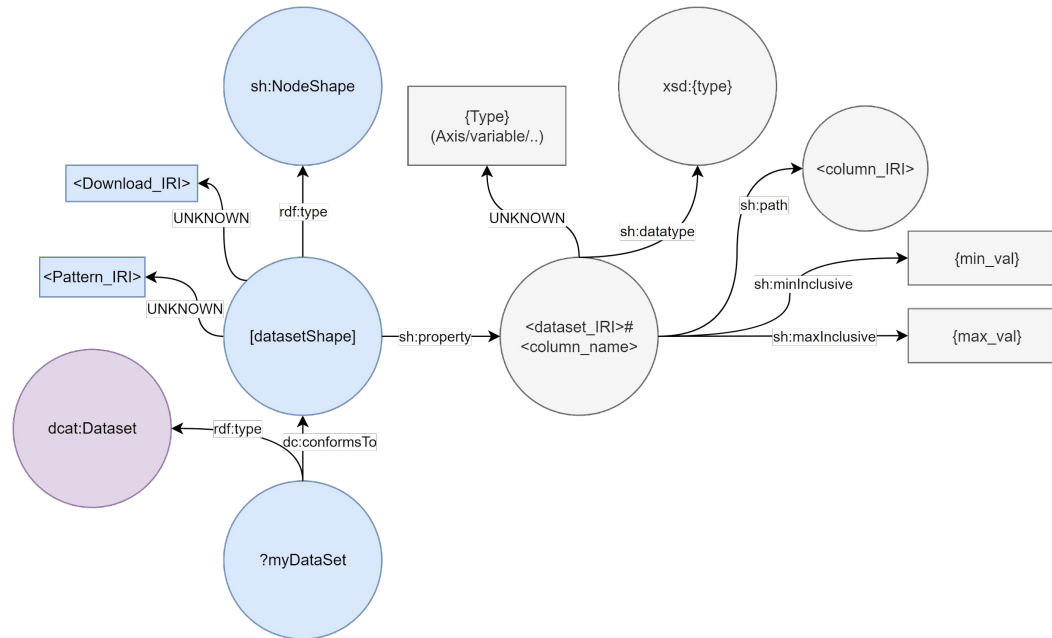 sh:NodeShape
{Type}
(Axis/variable/..)
xsd:{type}
<column_IRI>
<Download_IRI>
UNKNOWN
rdf:type
UNKNOWN
sh:datatype
sh:path
<Pattern_IRI>
UNKNOWN
{min_val}
sh:minInclusive
[datasetShape]
sh:property
<dataset_IRI>#
<column_name>
sh:maxInclusive
{max_val}
dcat:Dataset
rdf:type
dc:conformsTo
?myDataSet